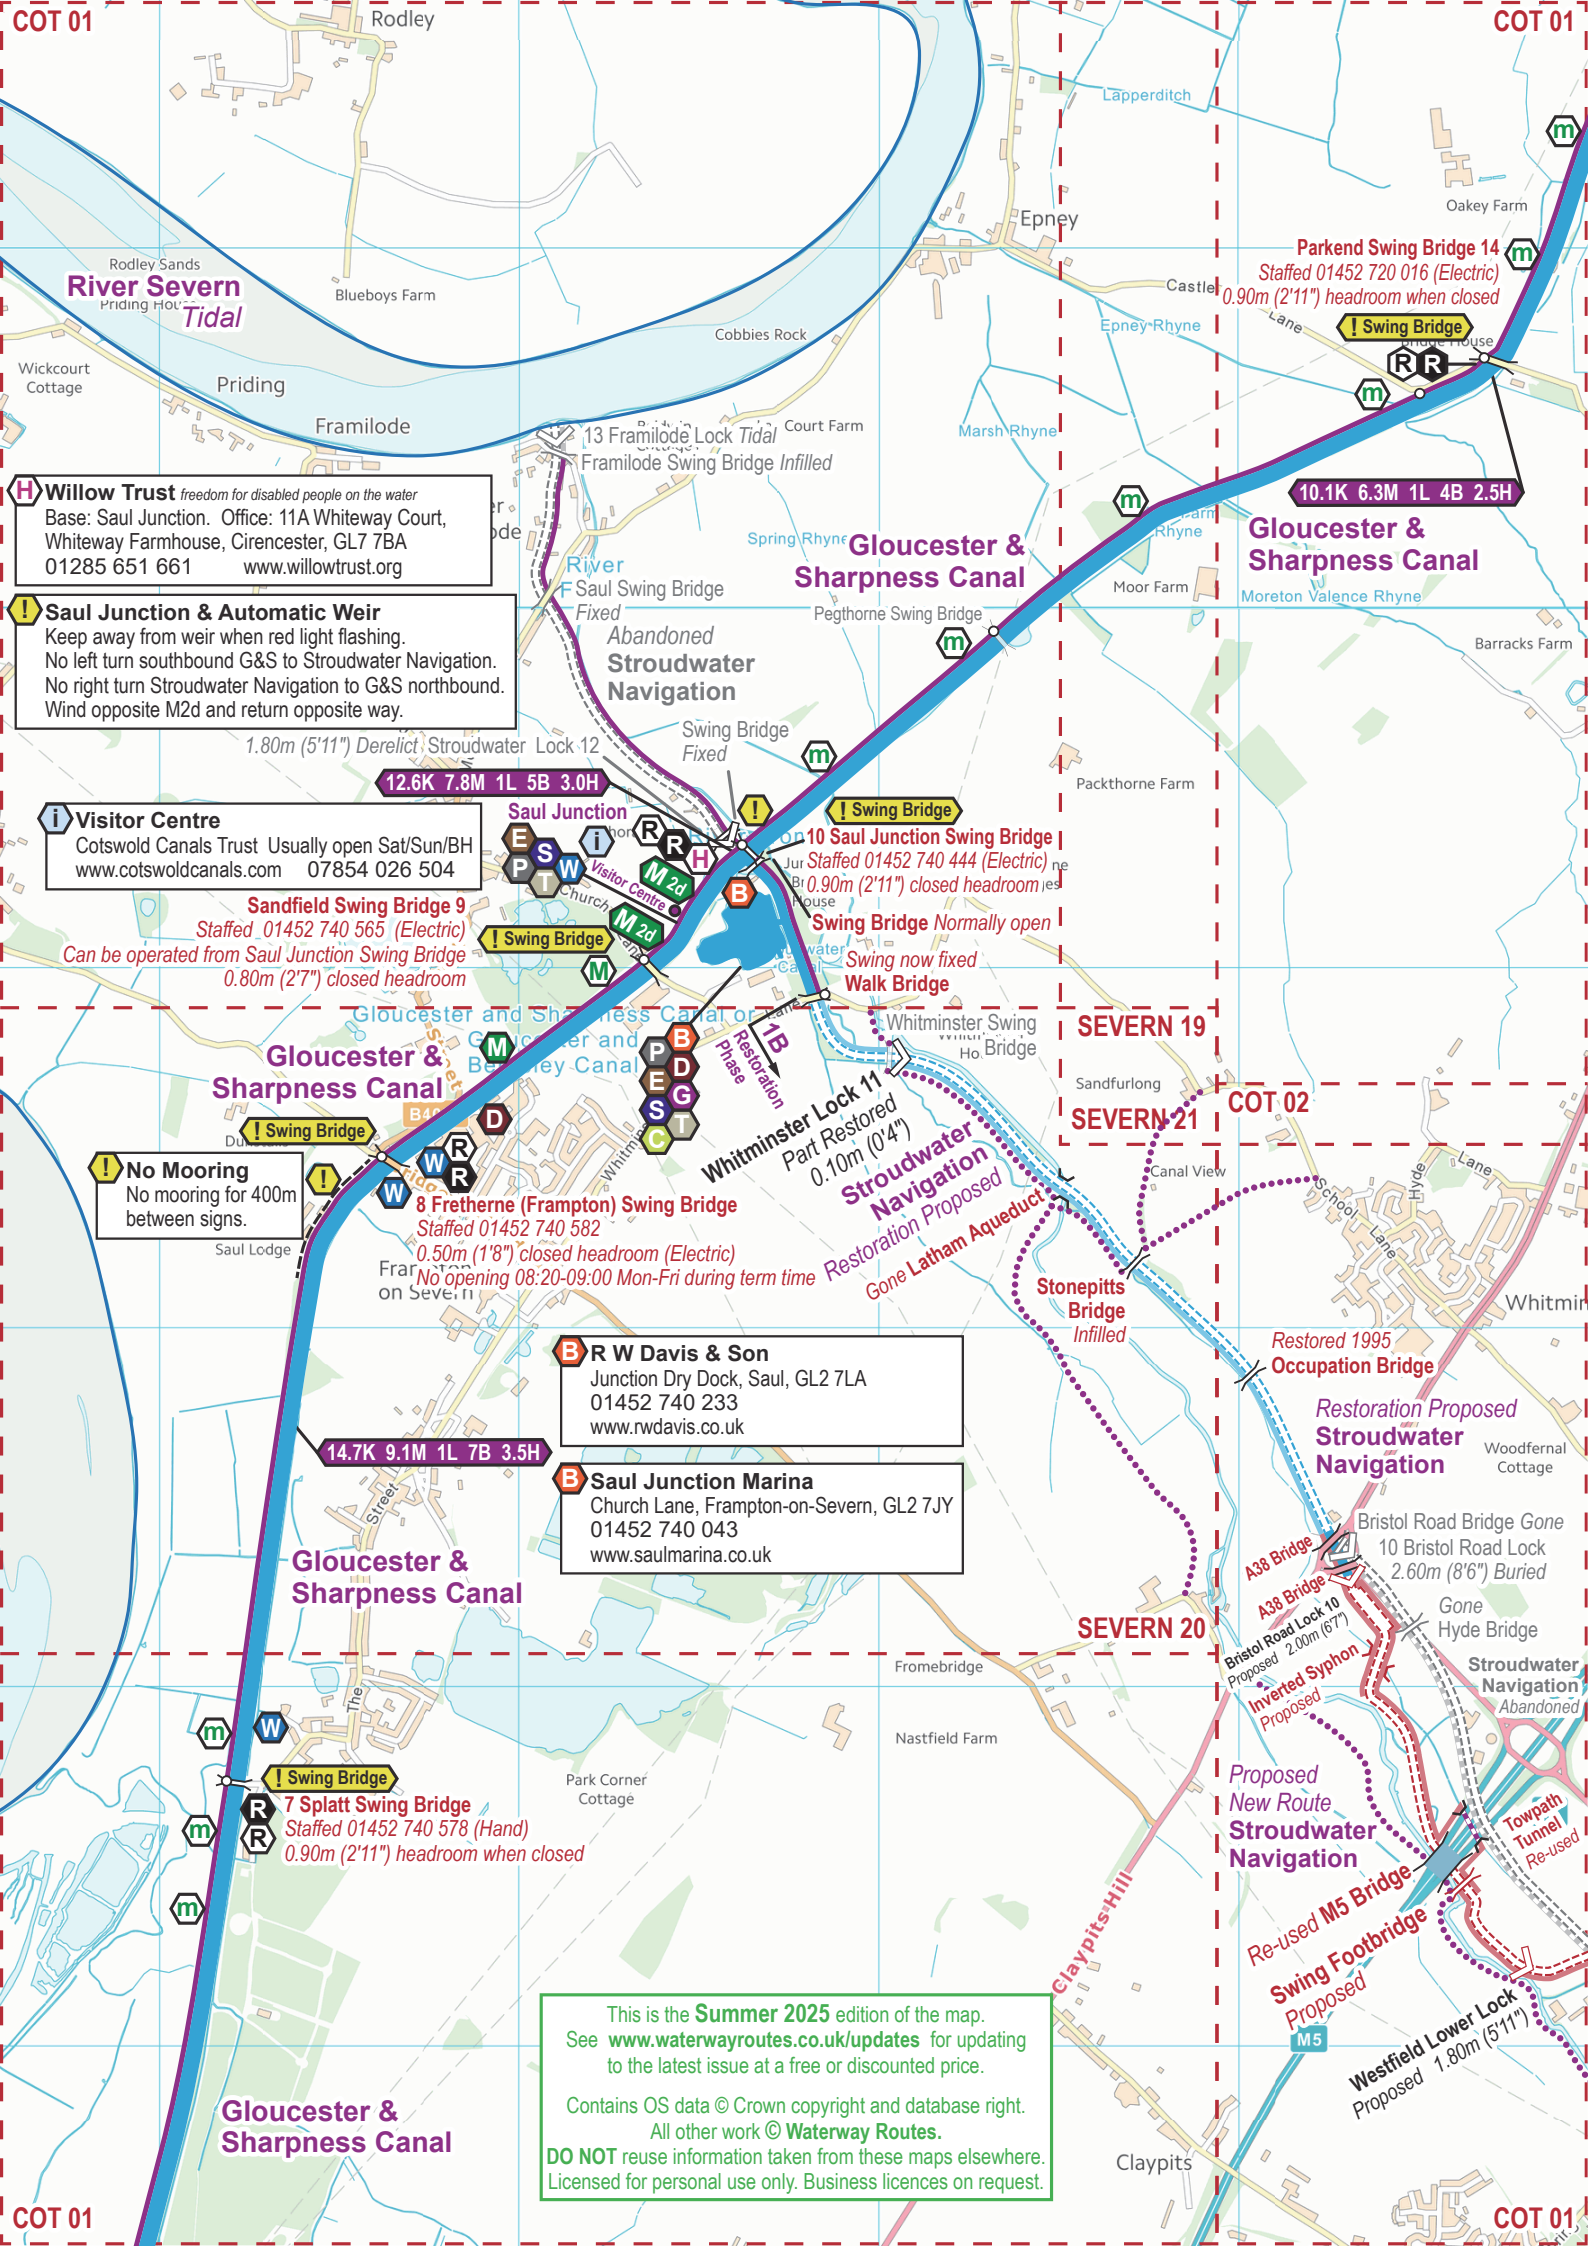 COT 01
COT 01
Rodley
Lapperditch
Oakey Farm
Epney
Parkend Swing Bridge 14
Staffed 01452 720 016 (Electric)
0.90m (2'11") headroom when closed
! Swing Bridge
Castle
Lane
House
Epney Rhyne
Rodley Sands
River Severn
Tidal
Blueboys Farm
Cobbies Rock
Wickcourt
Cottage
Priding
Framilode
Court Farm
Marsh Rhyne
13 Framilode Lock Tidal
Framilode Swing Bridge Infilled
R R
m
10.1K 6.3M 1L 4B 2.5H
H Willow Trust freedom for disabled people on the water
Base: Saul Junction. Office: 11A Whiteway Court,
Whiteway Farmhouse, Cirencester, GL7 7BA
01285 651 661 www.willowtrust.org
Spring Rhyne
Gloucester &
Sharpness Canal
Gloucester &
Sharpness Canal
Rhyne
Moor Farm
Moreton Valence Rhyne
Barracks Farm
River
Saul Swing Bridge
Fixed
Pegthorne Swing Bridge
Abandoned
Stroudwater
Navigation
! Saul Junction & Automatic Weir
Keep away from weir when red light flashing.
No left turn southbound G&S to Stroudwater Navigation.
No right turn Stroudwater Navigation to G&S northbound.
Wind opposite M2d and return opposite way.
Swing Bridge
Fixed
1.80m (5'11") Derelict Stroudwater Lock 12
12.6K 7.8M 1L 5B 3.0H
Packthorne Farm
Saul Junction
E S P T W i R R H
Visitor Centre
M 2d
M 2d
B
!
! Swing Bridge
10 Saul Junction Swing Bridge
Staffed 01452 740 444 (Electric)
0.90m (2'11") closed headroom
House
Swing Bridge Normally open
Swing now fixed
Walk Bridge
i Visitor Centre
Cotswold Canals Trust Usually open Sat/Sun/BH
www.cotswoldcanals.com 07854 026 504
Church
Sandfield Swing Bridge 9
Staffed 01452 740 565 (Electric)
Can be operated from Saul Junction Swing Bridge
0.80m (2'7") closed headroom
! Swing Bridge
M
Lane
Whitminster Swing
Bridge
SEVERN 19
Sandfurlong
SEVERN 21
COT 02
1B
Restoration
Phase
Gloucester &
Sharpness Canal
M
P B
E D
S G
C T
D
Whitminster Lock 11
Part Restored
0.10m (0'4")
Stroudwater
Navigation
Restoration Proposed
Gone Latham Aqueduct
Canal View
School Lane
Hyde Lane
! Swing Bridge
! No Mooring
No mooring for 400m
between signs.
!
W R R
W
8 Fretherne (Frampton) Swing Bridge
Staffed 01452 740 582
0.50m (1'8") closed headroom (Electric)
No opening 08:20-09:00 Mon-Fri during term time
Saul Lodge
on Severn
Stonepitts
Bridge
Infilled
Restored 1995
Occupation Bridge
Restoration Proposed
Stroudwater
Navigation
Woodfernal
Cottage
B R W Davis & Son
Junction Dry Dock, Saul, GL2 7LA
01452 740 233
www.rwdavis.co.uk
B Saul Junction Marina
Church Lane, Frampton-on-Severn, GL2 7JY
01452 740 043
www.saulmarina.co.uk
14.7K 9.1M 1L 7B 3.5H
Street
Gloucester &
Sharpness Canal
Bristol Road Bridge Gone
10 Bristol Road Lock
2.60m (8'6") Buried
A38 Bridge
A38 Bridge
Bristol Road Lock 10
Proposed 2.00m (6'7")
Gone
Hyde Bridge
SEVERN 20
Inverted Syphon
Proposed
Stroudwater
Navigation
Abandoned
Fromebridge
Nastfield Farm
The
m W
! Swing Bridge
R
R
7 Splatt Swing Bridge
Staffed 01452 740 578 (Hand)
0.90m (2'11") headroom when closed
m
m
Park Corner
Cottage
Proposed
New Route
Stroudwater
Navigation
Towpath
Tunnel
Re-used
Re-used M5 Bridge
Swing Footbridge
Proposed
Claypits Hill
M5
Westfield Lower Lock
Proposed 1.80m (5'11")
This is the Summer 2025 edition of the map.
See www.waterwayroutes.co.uk/updates for updating
to the latest issue at a free or discounted price.
Contains OS data © Crown copyright and database right.
All other work © Waterway Routes.
DO NOT reuse information taken from these maps elsewhere.
Licensed for personal use only. Business licences on request.
Gloucester &
Sharpness Canal
Claypits
COT 01
COT 01